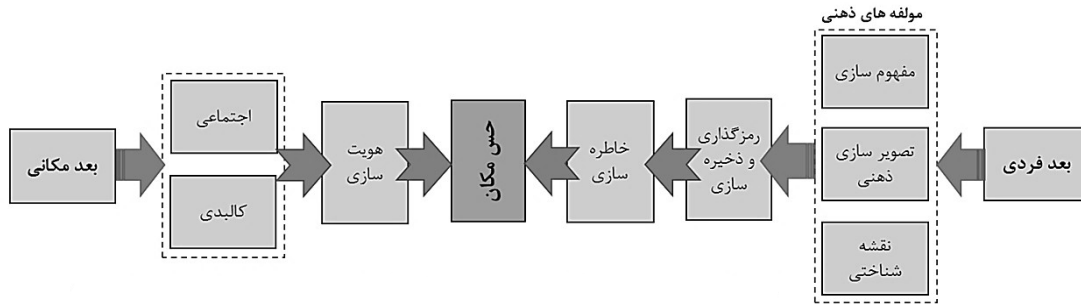 مولفه های ذهنی
بعد فردی
مفهوم سازی
تصویر سازی
ذهنی
نقشه
شناختی
رمزگذاری
و ذخیره
سازی
خاطره
سازی
حس مکان
هویت
سازی
اجتماعی
کالبدی
بعد مکانی